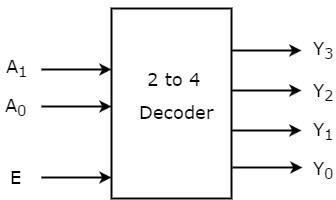 A₁
A₀
E
2 to 4
Decoder
Y₃
Y₂
Y₁
Y₀